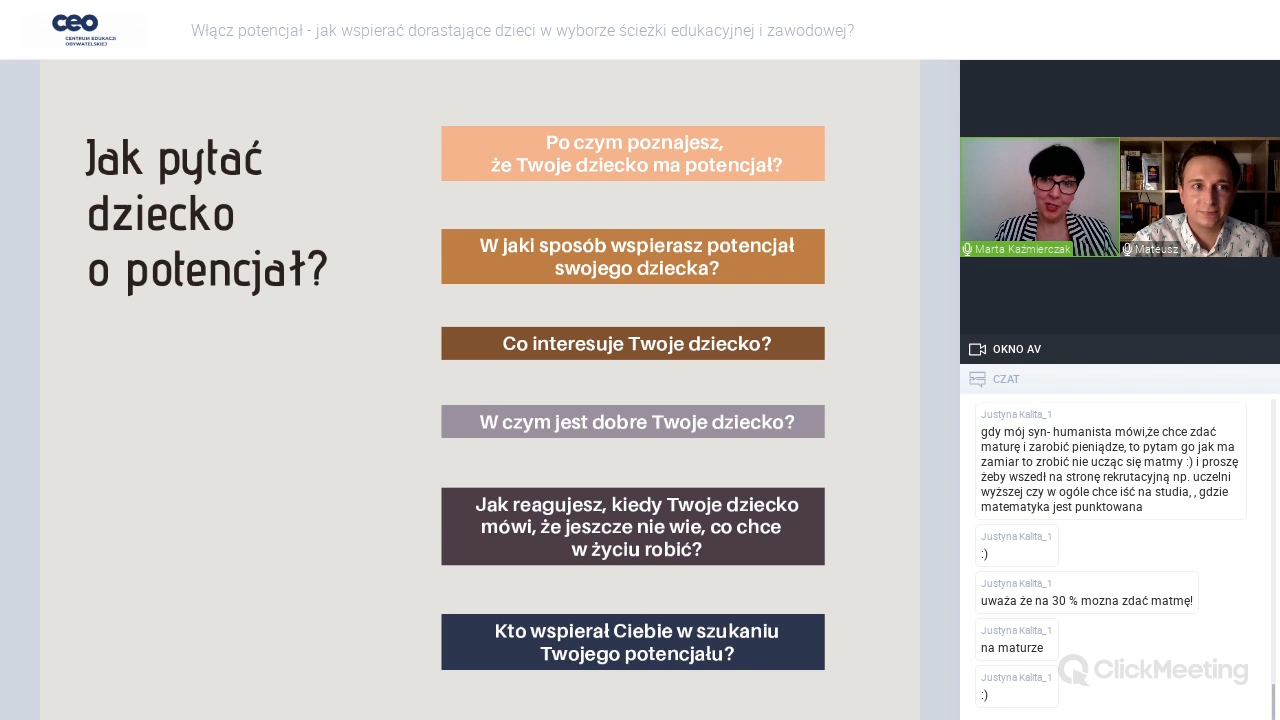 ceo
CENTRUM EDUKACJI
OBYWATELSKIEJ
Włącz potencjał - jak wspierać dorastające dzieci w wyborze ścieżki edukacyjnej i zawodowej?
Jak pytać
dziecko
o potencjał?
Po czym poznajesz,
że Twoje dziecko ma potencjał?
W jaki sposób wspierasz potencjał
swojego dziecka?
Co interesuje Twoje dziecko?
W czym jest dobre Twoje dziecko?
Jak reagujesz, kiedy Twoje dziecko
mówi, że jeszcze nie wie, co chce
w życiu robić?
Kto wspierał Ciebie w szukaniu
Twojego potencjału?
Marta Kaźmierczak
Mateusz
OKNO AV
CZAT
Justyna Kalita_1
gdy mój syn- humanista mówi,że chce zdać
maturę i zarobić pieniądze, to pytam go jak ma
zamiar to zrobić nie ucząc się matmy :) i proszę
żeby wszedł na stronę rekrutacyjną np. uczelni
wyższej czy w ogóle chce iść na studia, , gdzie
matematyka jest punktowana
Justyna Kalita_1
:)
Justyna Kalita_1
uważa że na 30 % mozna zdać matmę!
Justyna Kalita_1
na maturze
Justyna Kalita_1
:)
ClickMeeting